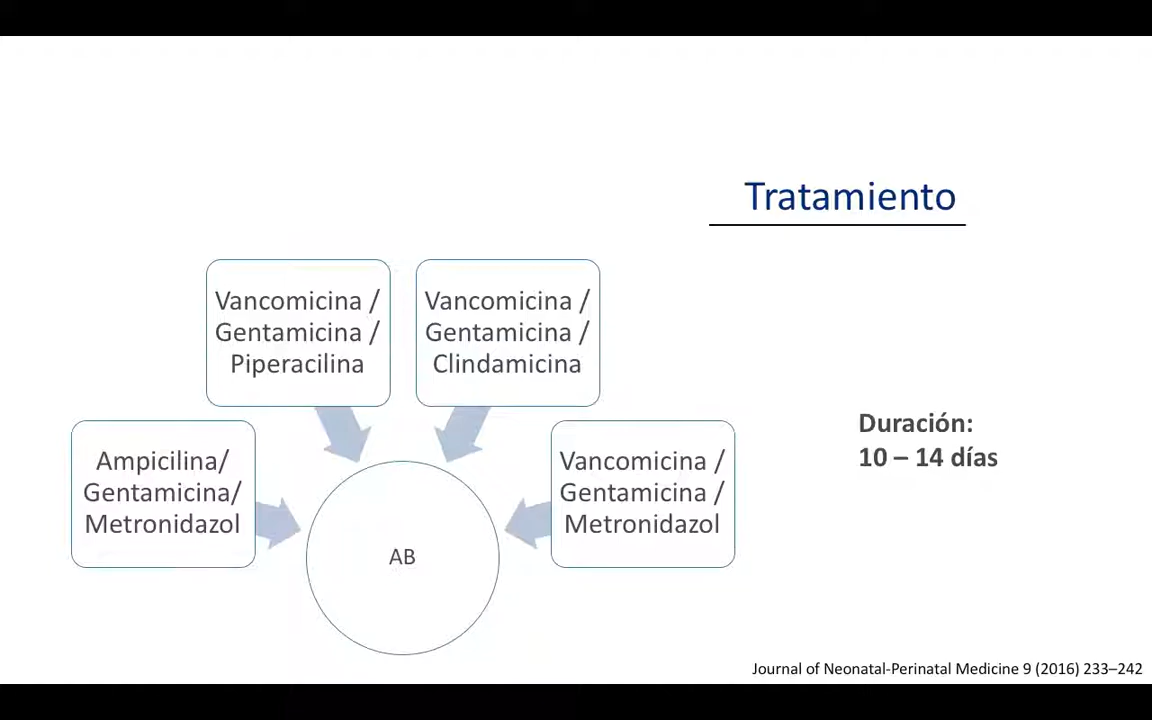 Tratamiento
Vancomicina /
Gentamicina /
Piperacilina
Vancomicina /
Gentamicina /
Clindamicina
Ampicilina/
Gentamicina/
Metronidazol
Vancomicina /
Gentamicina /
Metronidazol
AB
Duración:
10 – 14 días
Journal of Neonatal-Perinatal Medicine 9 (2016) 233–242